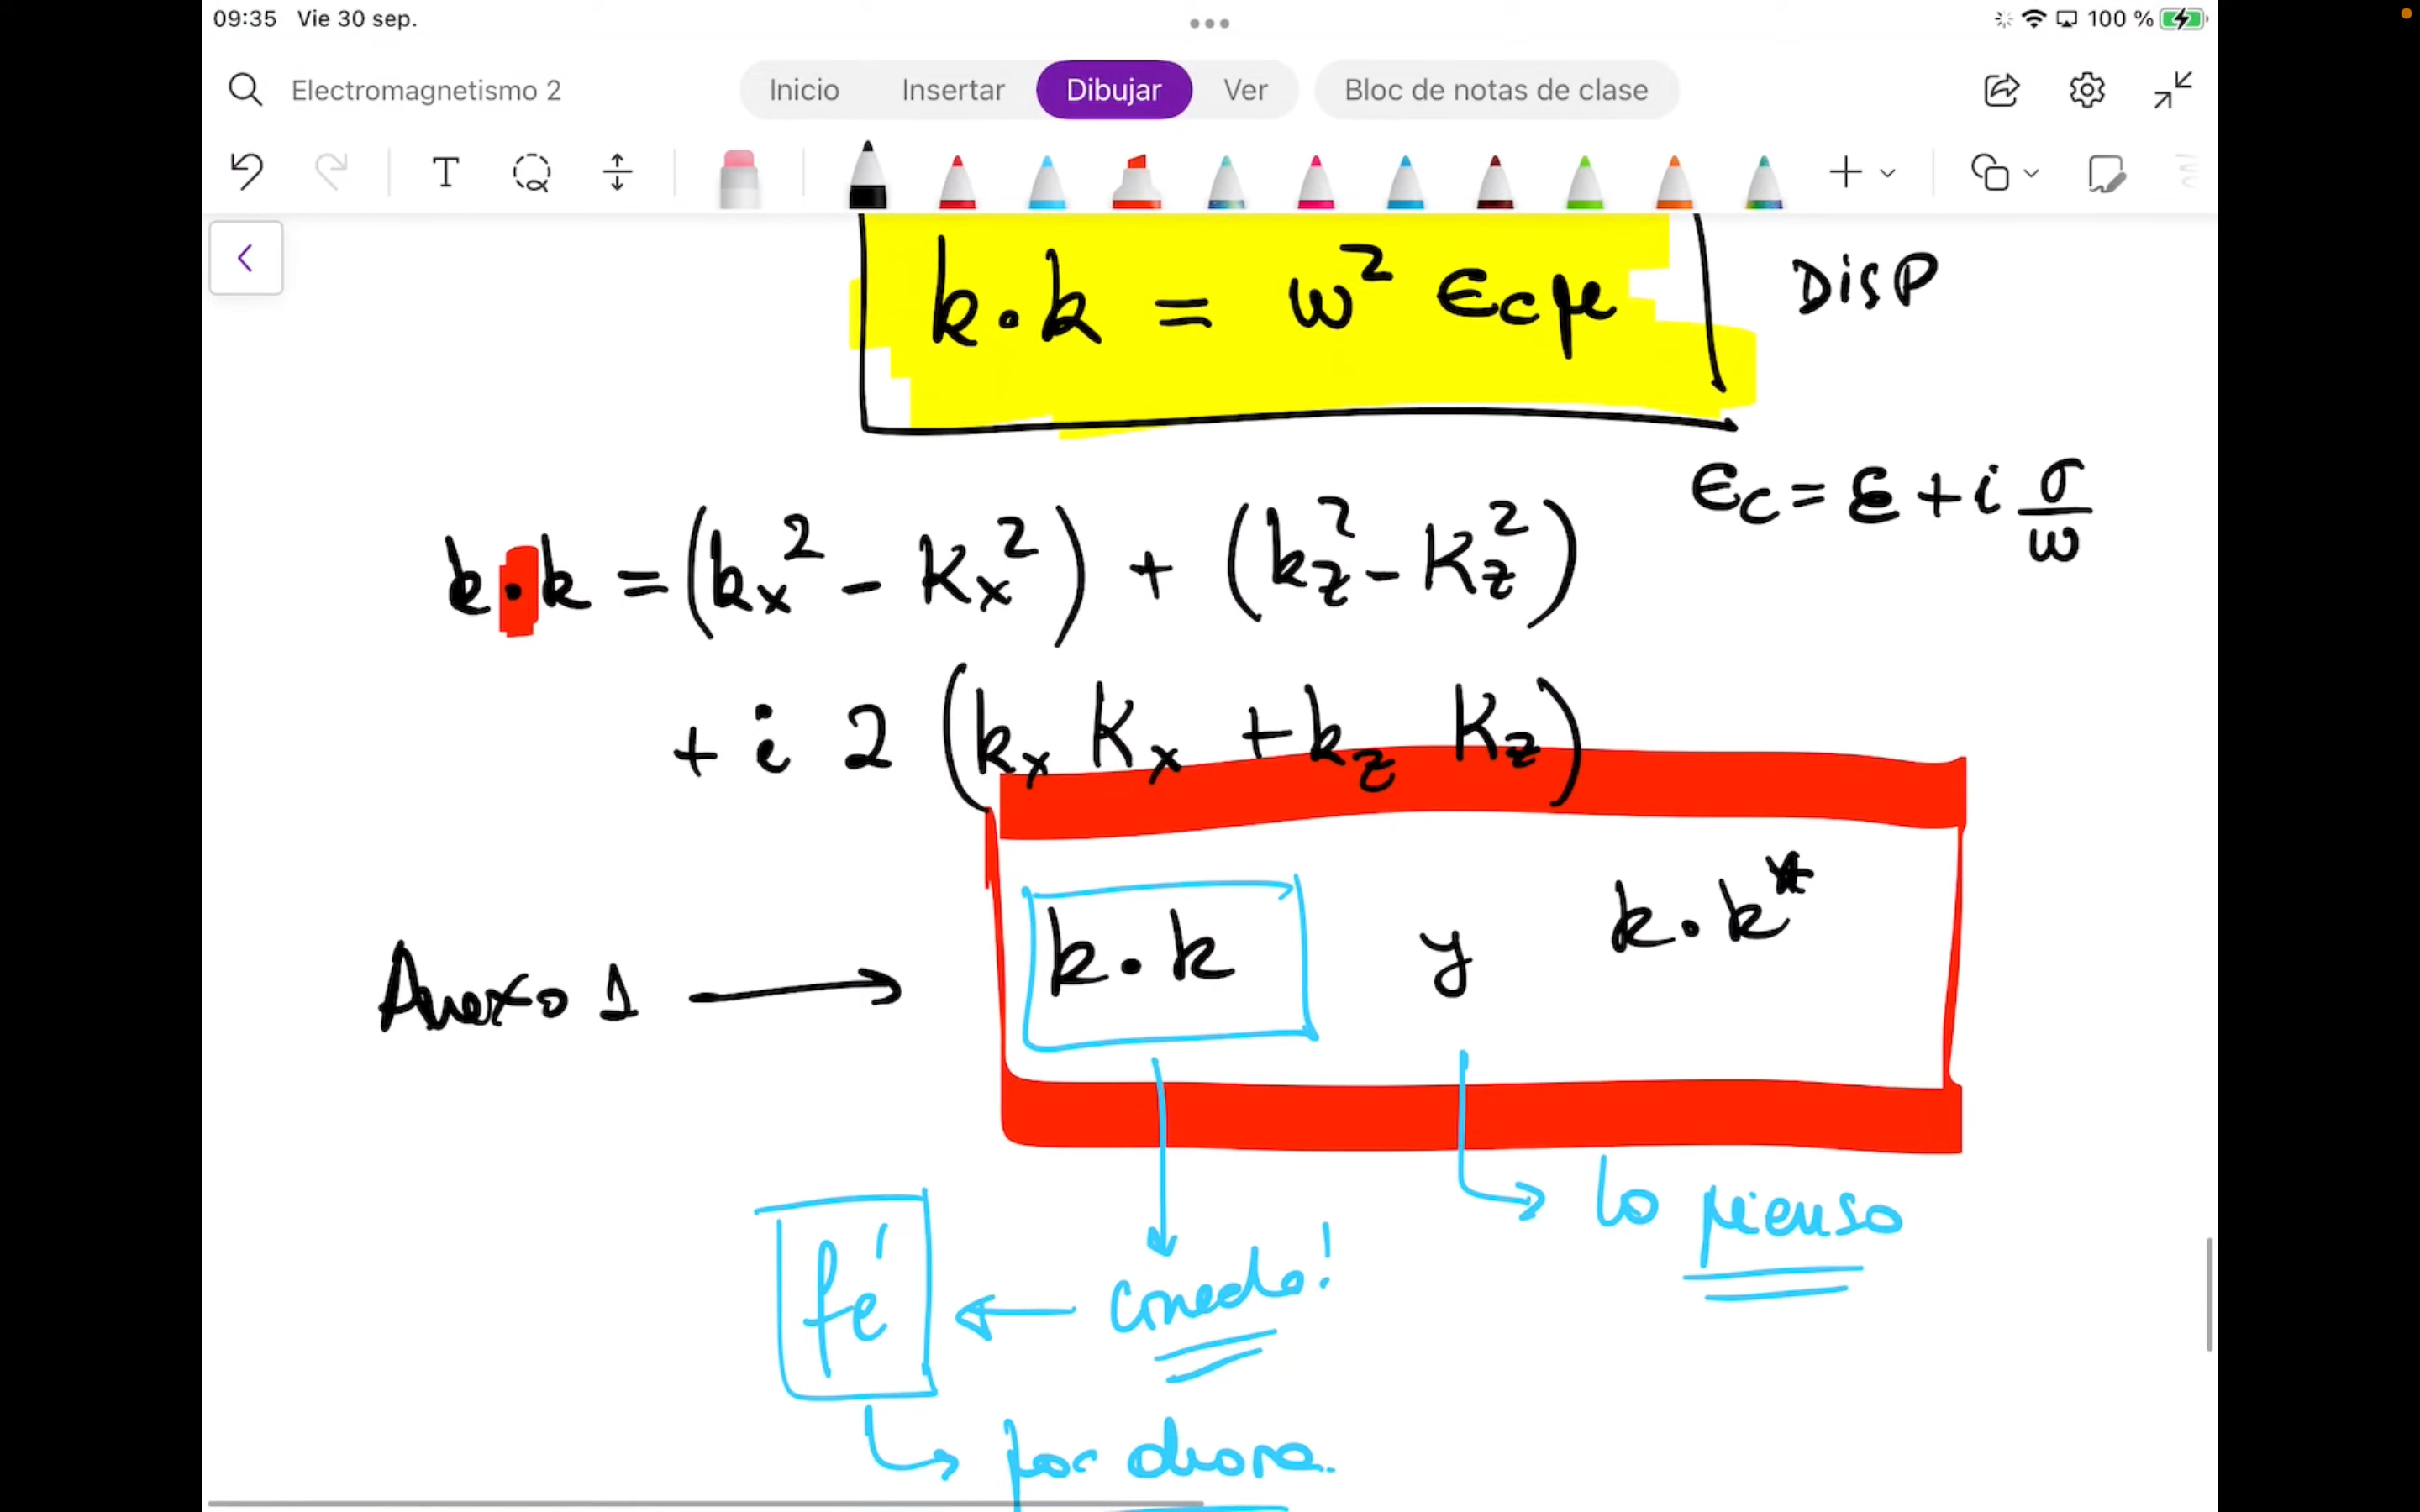 09:35 Vie 30 sep. 100 %
Electromagnetismo 2 Inicio Insertar Dibujar Ver Bloc de notas de clase
k·k = ω² ϵcμ DISP
ϵc = ε + i σ/ω
k·k = (kx² - Kx²) + (kz² - Kz²)
+ i 2 (kx Kx + kz Kz)
Anexo 1 → k·k y k·k*
lo pienso
fé ←
por ahora.